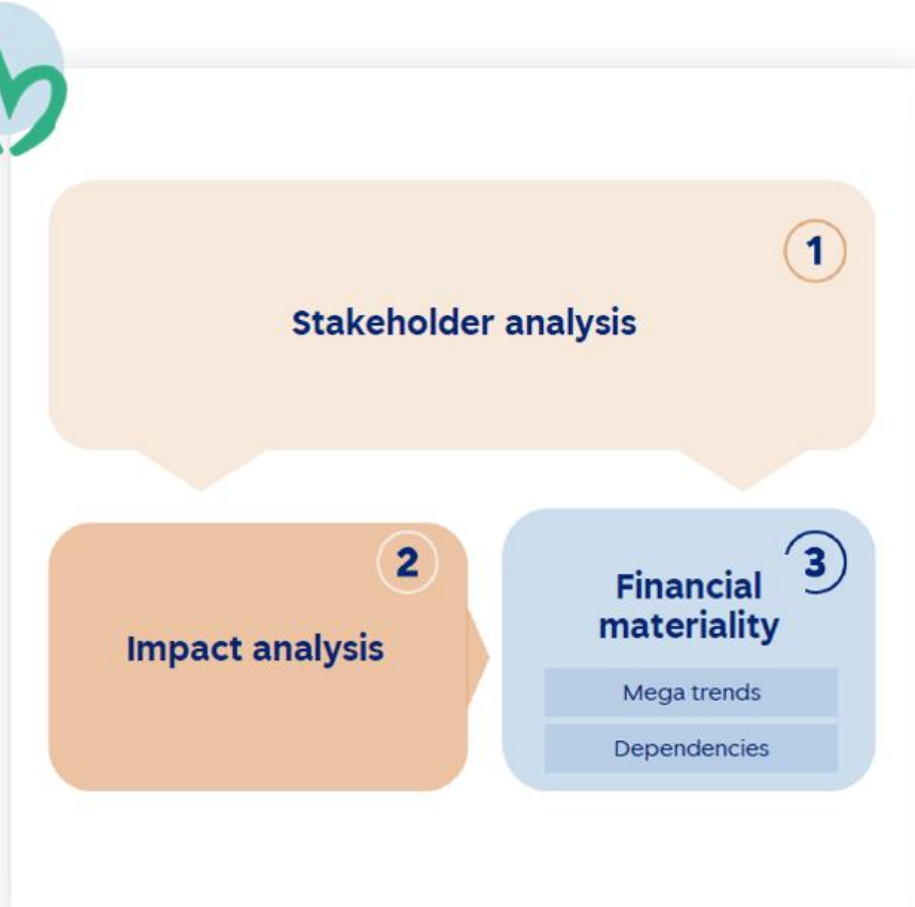 1
Stakeholder analysis
2
Impact analysis
3
Financial
materiality
Mega trends
Dependencies